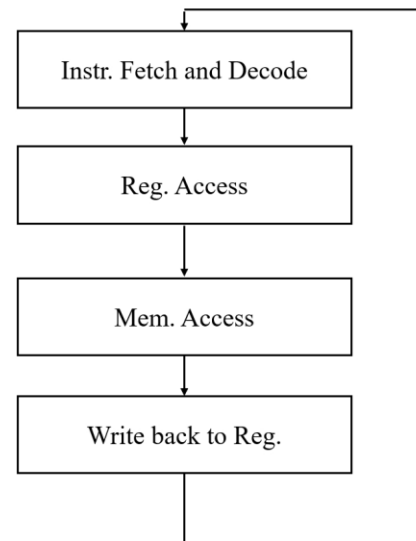 Instr. Fetch and Decode
Reg. Access
Mem. Access
Write back to Reg.